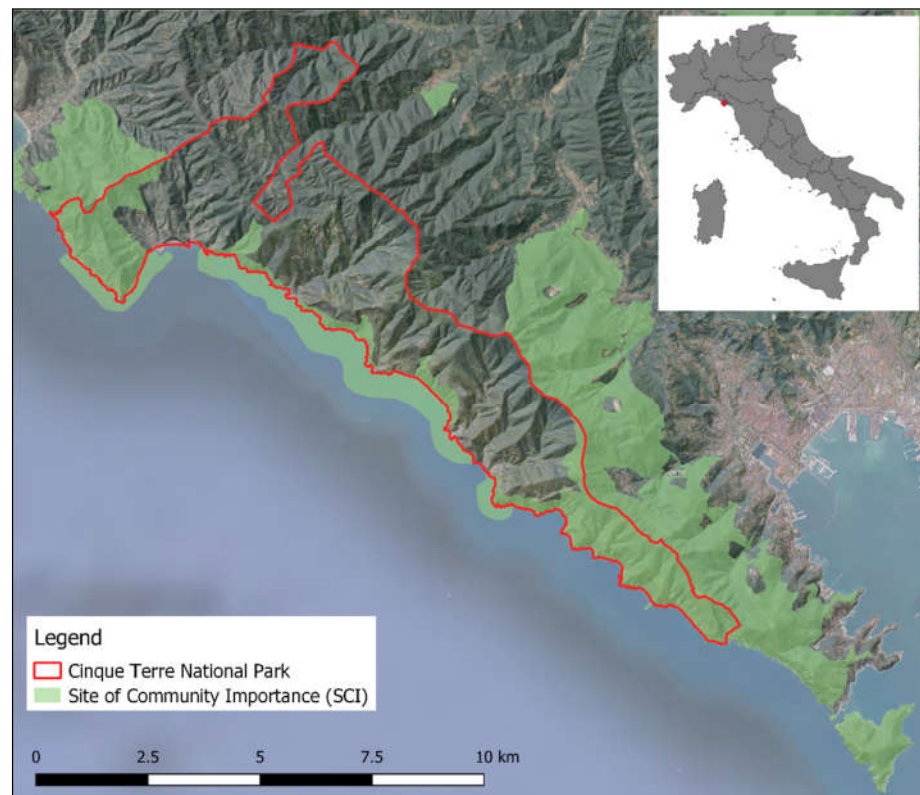 Legend
Cinque Terre National Park
Site of Community Importance (SCI)
0 2.5 5 7.5 10 km